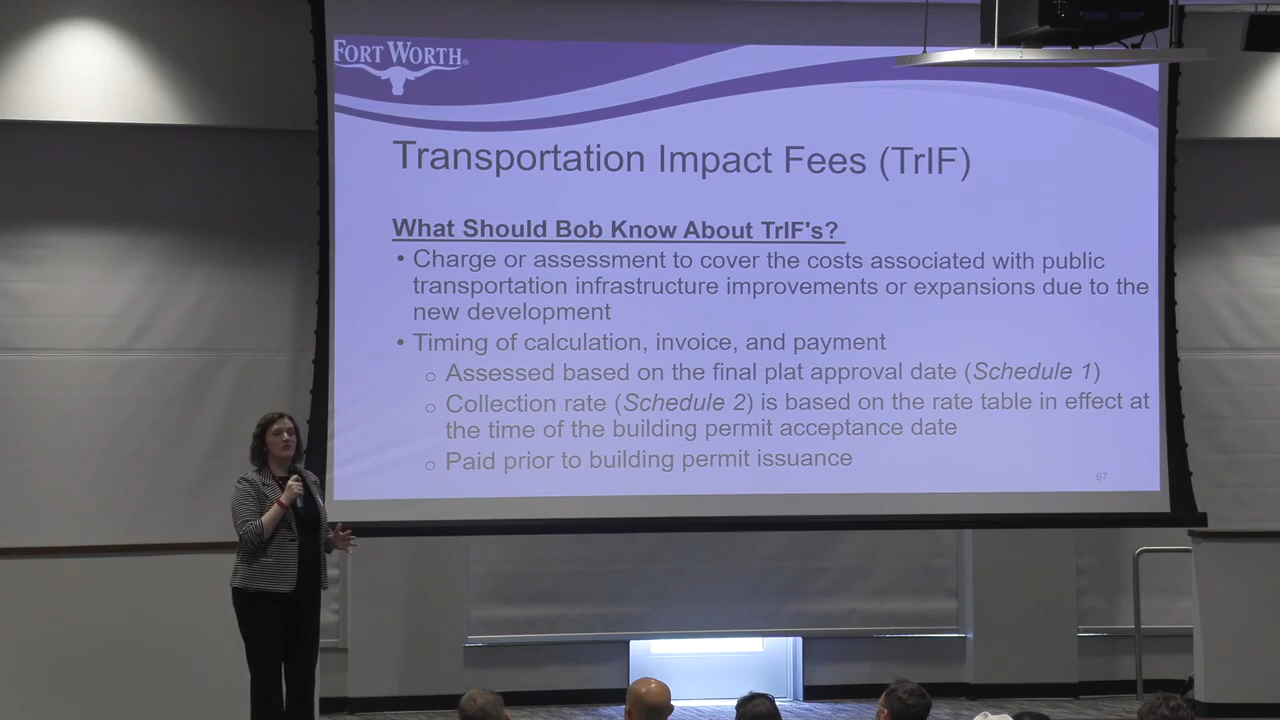 FORT WORTH®
Transportation Impact Fees (TrIF)
What Should Bob Know About TrIF's?
• Charge or assessment to cover the costs associated with public
transportation infrastructure improvements or expansions due to the
new development
• Timing of calculation, invoice, and payment
o Assessed based on the final plat approval date (Schedule 1)
o Collection rate (Schedule 2) is based on the rate table in effect at
the time of the building permit acceptance date
o Paid prior to building permit issuance
67